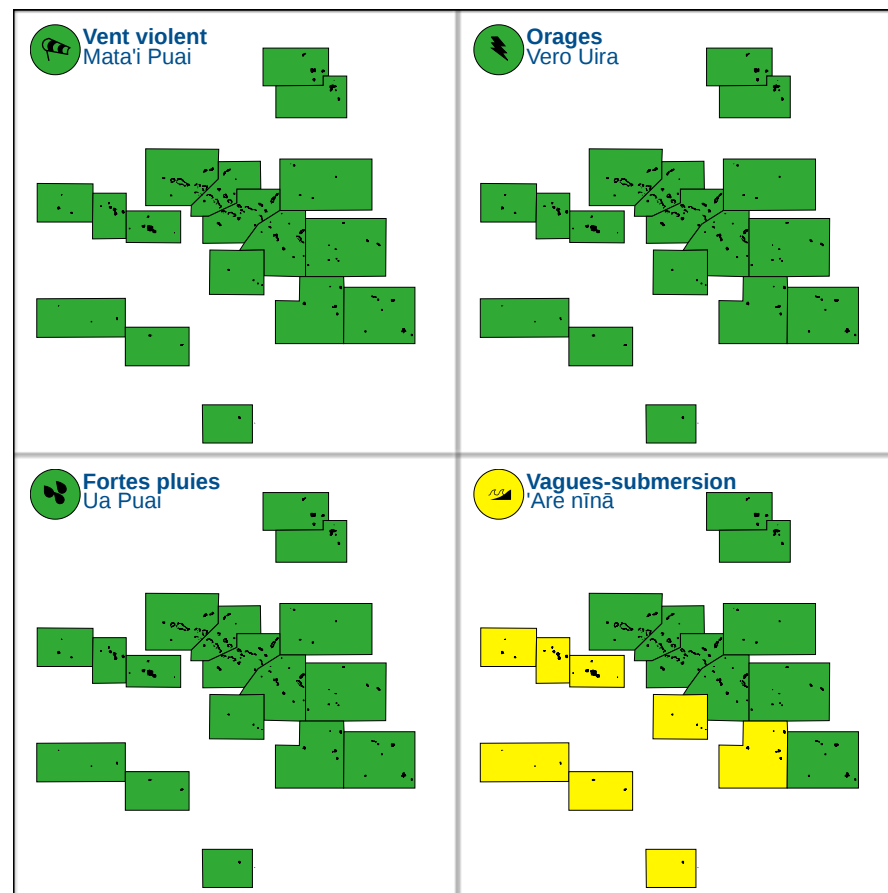 Vent violent
Mata'i Puai
Orages
Vero Uira
Fortes pluies
Ua Puai
Vagues-submersion
'Are nīnā